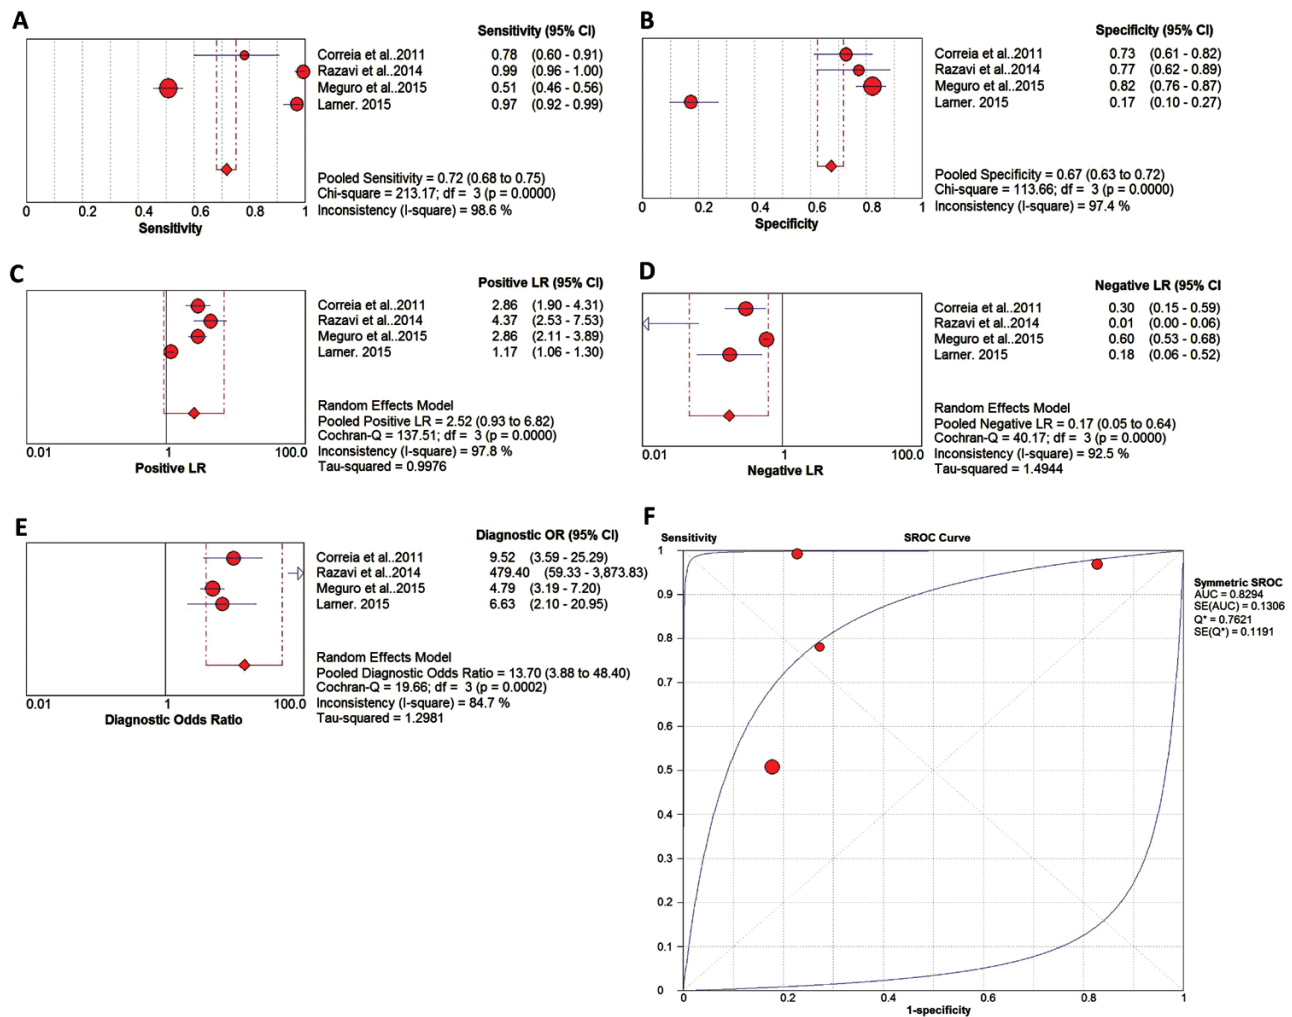 A
Sensitivity (95% CI)
Correia et al..2011 0.78 (0.60 - 0.91)
Razavi et al..2014 0.99 (0.96 - 1.00)
Meguro et al..2015 0.51 (0.46 - 0.56)
Larner. 2015 0.97 (0.92 - 0.99)
Pooled Sensitivity = 0.72 (0.68 to 0.75)
Chi-square = 213.17; df = 3 (p = 0.0000)
Inconsistency (I-square) = 98.6 %
0 0.2 0.4 0.6 0.8 1
Sensitivity
B
Specificity (95% CI)
Correia et al..2011 0.73 (0.61 - 0.82)
Razavi et al..2014 0.77 (0.62 - 0.89)
Meguro et al..2015 0.82 (0.76 - 0.87)
Larner. 2015 0.17 (0.10 - 0.27)
Pooled Specificity = 0.67 (0.63 to 0.72)
Chi-square = 113.66; df = 3 (p = 0.0000)
Inconsistency (I-square) = 97.4 %
0 0.2 0.4 0.6 0.8 1
Specificity
C
Positive LR (95% CI)
Correia et al..2011 2.86 (1.90 - 4.31)
Razavi et al..2014 4.37 (2.53 - 7.53)
Meguro et al..2015 2.86 (2.11 - 3.89)
Larner. 2015 1.17 (1.06 - 1.30)
Random Effects Model
Pooled Positive LR = 2.52 (0.93 to 6.82)
Cochran-Q = 137.51; df = 3 (p = 0.0000)
Inconsistency (I-square) = 97.8 %
Tau-squared = 0.9976
0.01 1 100.0
Positive LR
D
Negative LR (95% CI
Correia et al..2011 0.30 (0.15 - 0.59)
Razavi et al..2014 0.01 (0.00 - 0.06)
Meguro et al..2015 0.60 (0.53 - 0.68)
Larner. 2015 0.18 (0.06 - 0.52)
Random Effects Model
Pooled Negative LR = 0.17 (0.05 to 0.64)
Cochran-Q = 40.17; df = 3 (p = 0.0000)
Inconsistency (I-square) = 92.5 %
Tau-squared = 1.4944
0.01 1 100.0
Negative LR
E
Diagnostic OR (95% CI)
Correia et al..2011 9.52 (3.59 - 25.29)
Razavi et al..2014 479.40 (59.33 - 3,873.83)
Meguro et al..2015 4.79 (3.19 - 7.20)
Larner. 2015 6.63 (2.10 - 20.95)
Random Effects Model
Pooled Diagnostic Odds Ratio = 13.70 (3.88 to 48.40)
Cochran-Q = 19.66; df = 3 (p = 0.0002)
Inconsistency (I-square) = 84.7 %
Tau-squared = 1.2981
0.01 1 100.0
Diagnostic Odds Ratio
F
Sensitivity SROC Curve
1
0.9
0.8
0.7
0.6
0.5
0.4
0.3
0.2
0.1
0
0 0.2 0.4 0.6 0.8 1
1-specificity
Symmetric SROC
AUC = 0.8294
SE(AUC) = 0.1306
Q* = 0.7621
SE(Q*) = 0.1191